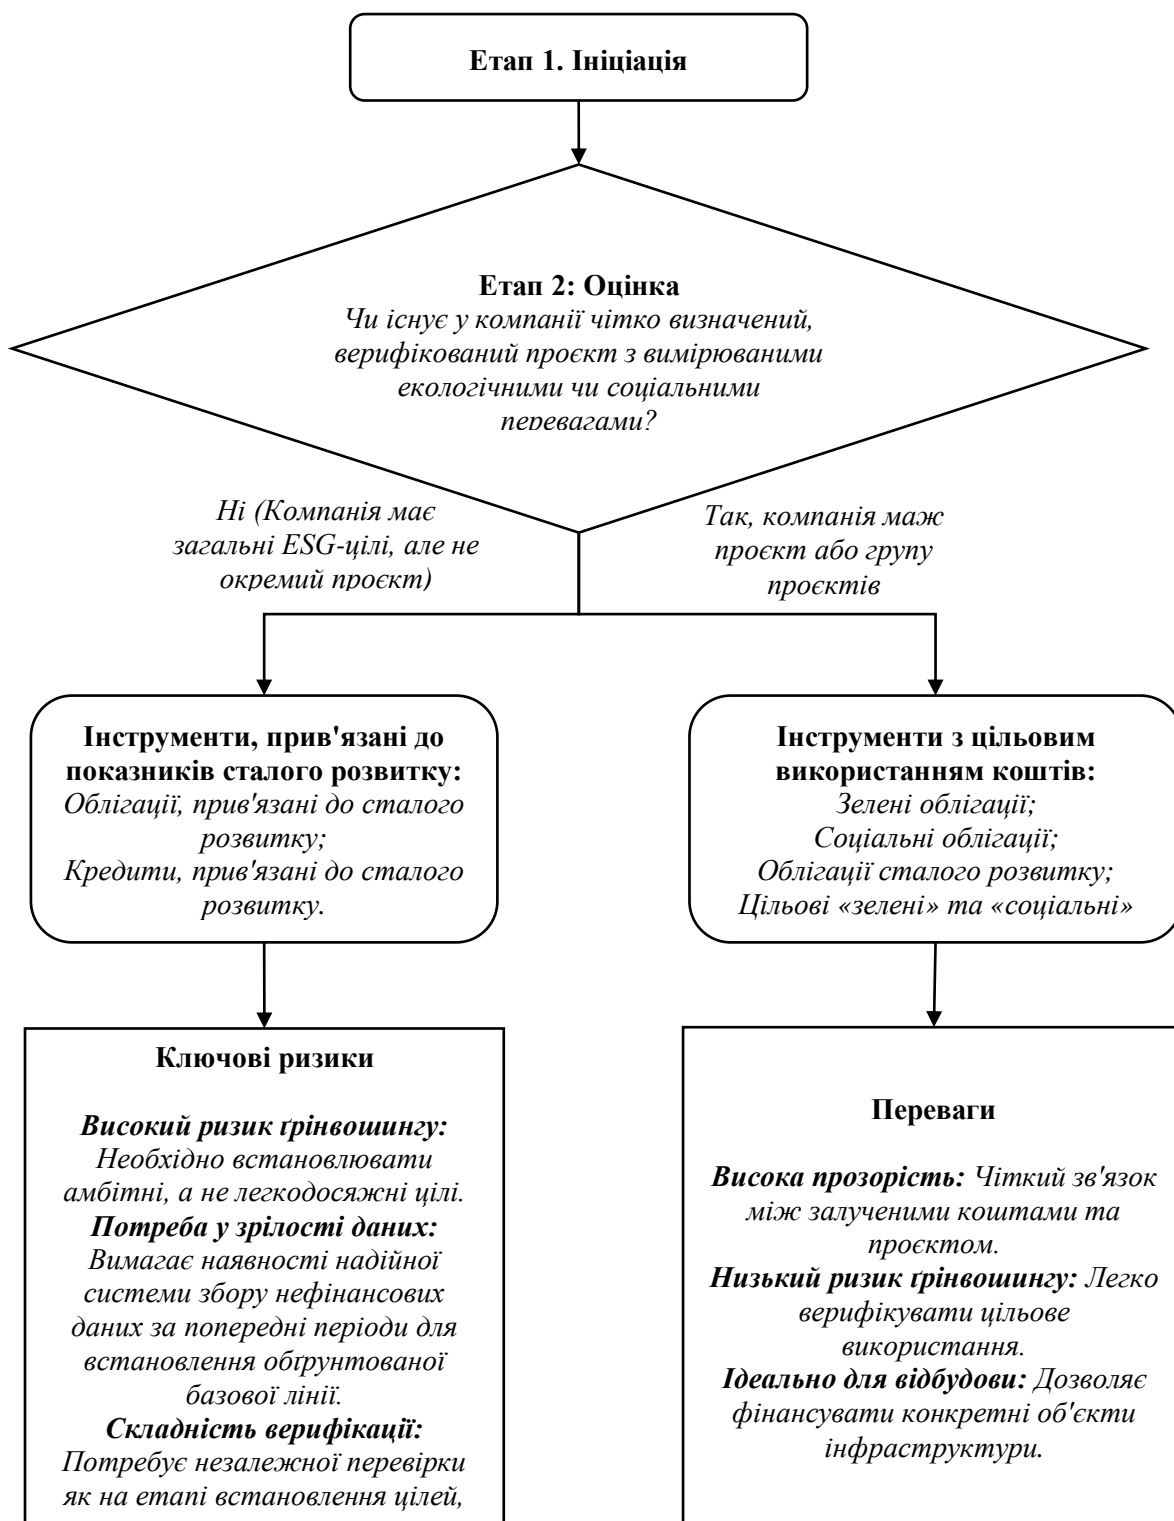 Етап 1. Ініціація
Етап 2: Оцінка
Чи існує у компанії чітко визначений,
верифікований проєкт з вимірюваними
екологічними чи соціальними
перевагами?
Ні (Компанія має
загальні ESG-цілі, але не
окремий проєкт)
Так, компанія маж
проєкт або групу
проєктів
Інструменти, прив'язані до
показників сталого розвитку:
Облігації, прив'язані до сталого
розвитку;
Кредити, прив'язані до сталого
розвитку.
Інструменти з цільовим
використанням коштів:
Зелені облігації;
Соціальні облігації;
Облігації сталого розвитку;
Цільові «зелені» та «соціальні»
Ключові ризики
Високий ризик ґрінвошингу:
Необхідно встановлювати
амбітні, а не легкодосяжні цілі.
Потреба у зрілості даних:
Вимагає наявності надійної
системи збору нефінансових
даних за попередні періоди для
встановлення обґрунтованої
базової лінії.
Складність верифікації:
Потребує незалежної перевірки
як на етапі встановлення цілей,
Переваги
Висока прозорість: Чіткий зв'язок
між залученими коштами та
проєктом.
Низький ризик ґрінвошингу: Легко
верифікувати цільове
використання.
Ідеально для відбудови: Дозволяє
фінансувати конкретні об'єкти
інфраструктури.